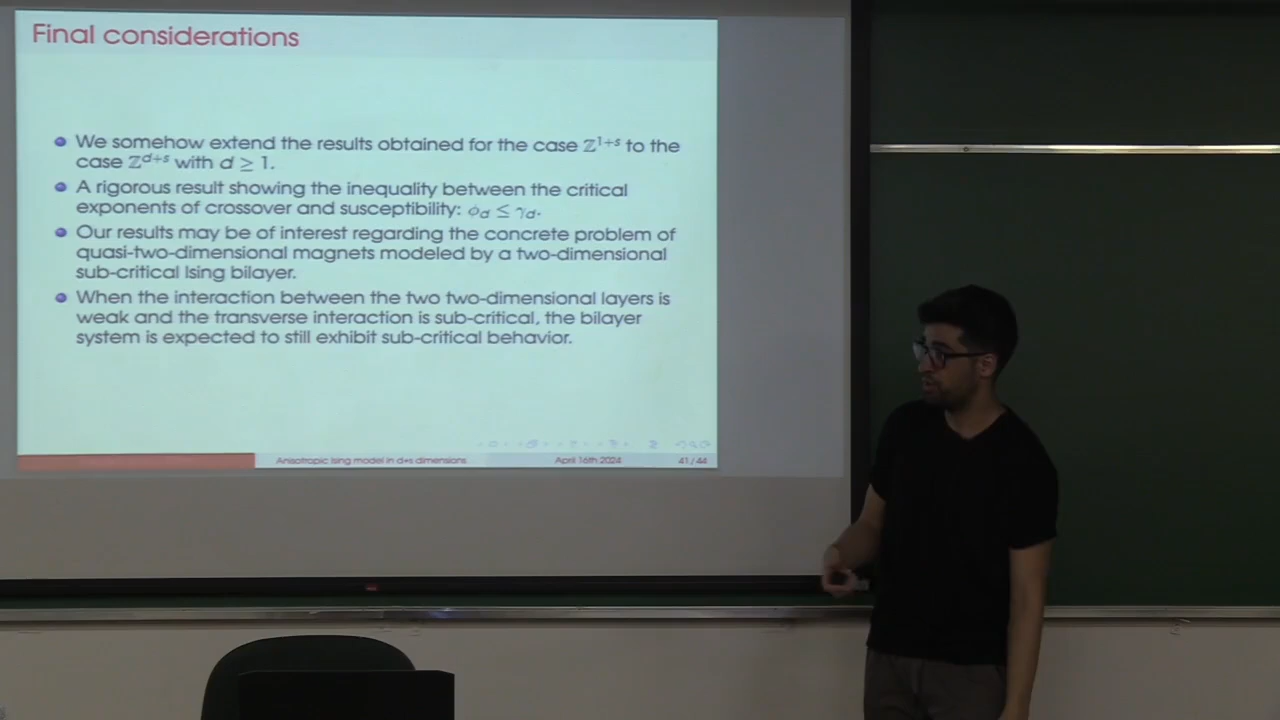 Final considerations
We somehow extend the results obtained for the case ℤ¹⁺ˢ to the
case ℤᵈ⁺ˢ with d ≥ 1.
A rigorous result showing the inequality between the critical
exponents of crossover and susceptibility: ϕ_d ≤ γ_d.
Our results may be of interest regarding the concrete problem of
quasi-two-dimensional magnets modeled by a two-dimensional
sub-critical Ising bilayer.
When the interaction between the two two-dimensional layers is
weak and the transverse interaction is sub-critical, the bilayer
system is expected to still exhibit sub-critical behavior.
Anisotropic Ising model in d+s dimensions April 16th 2024 41 / 44